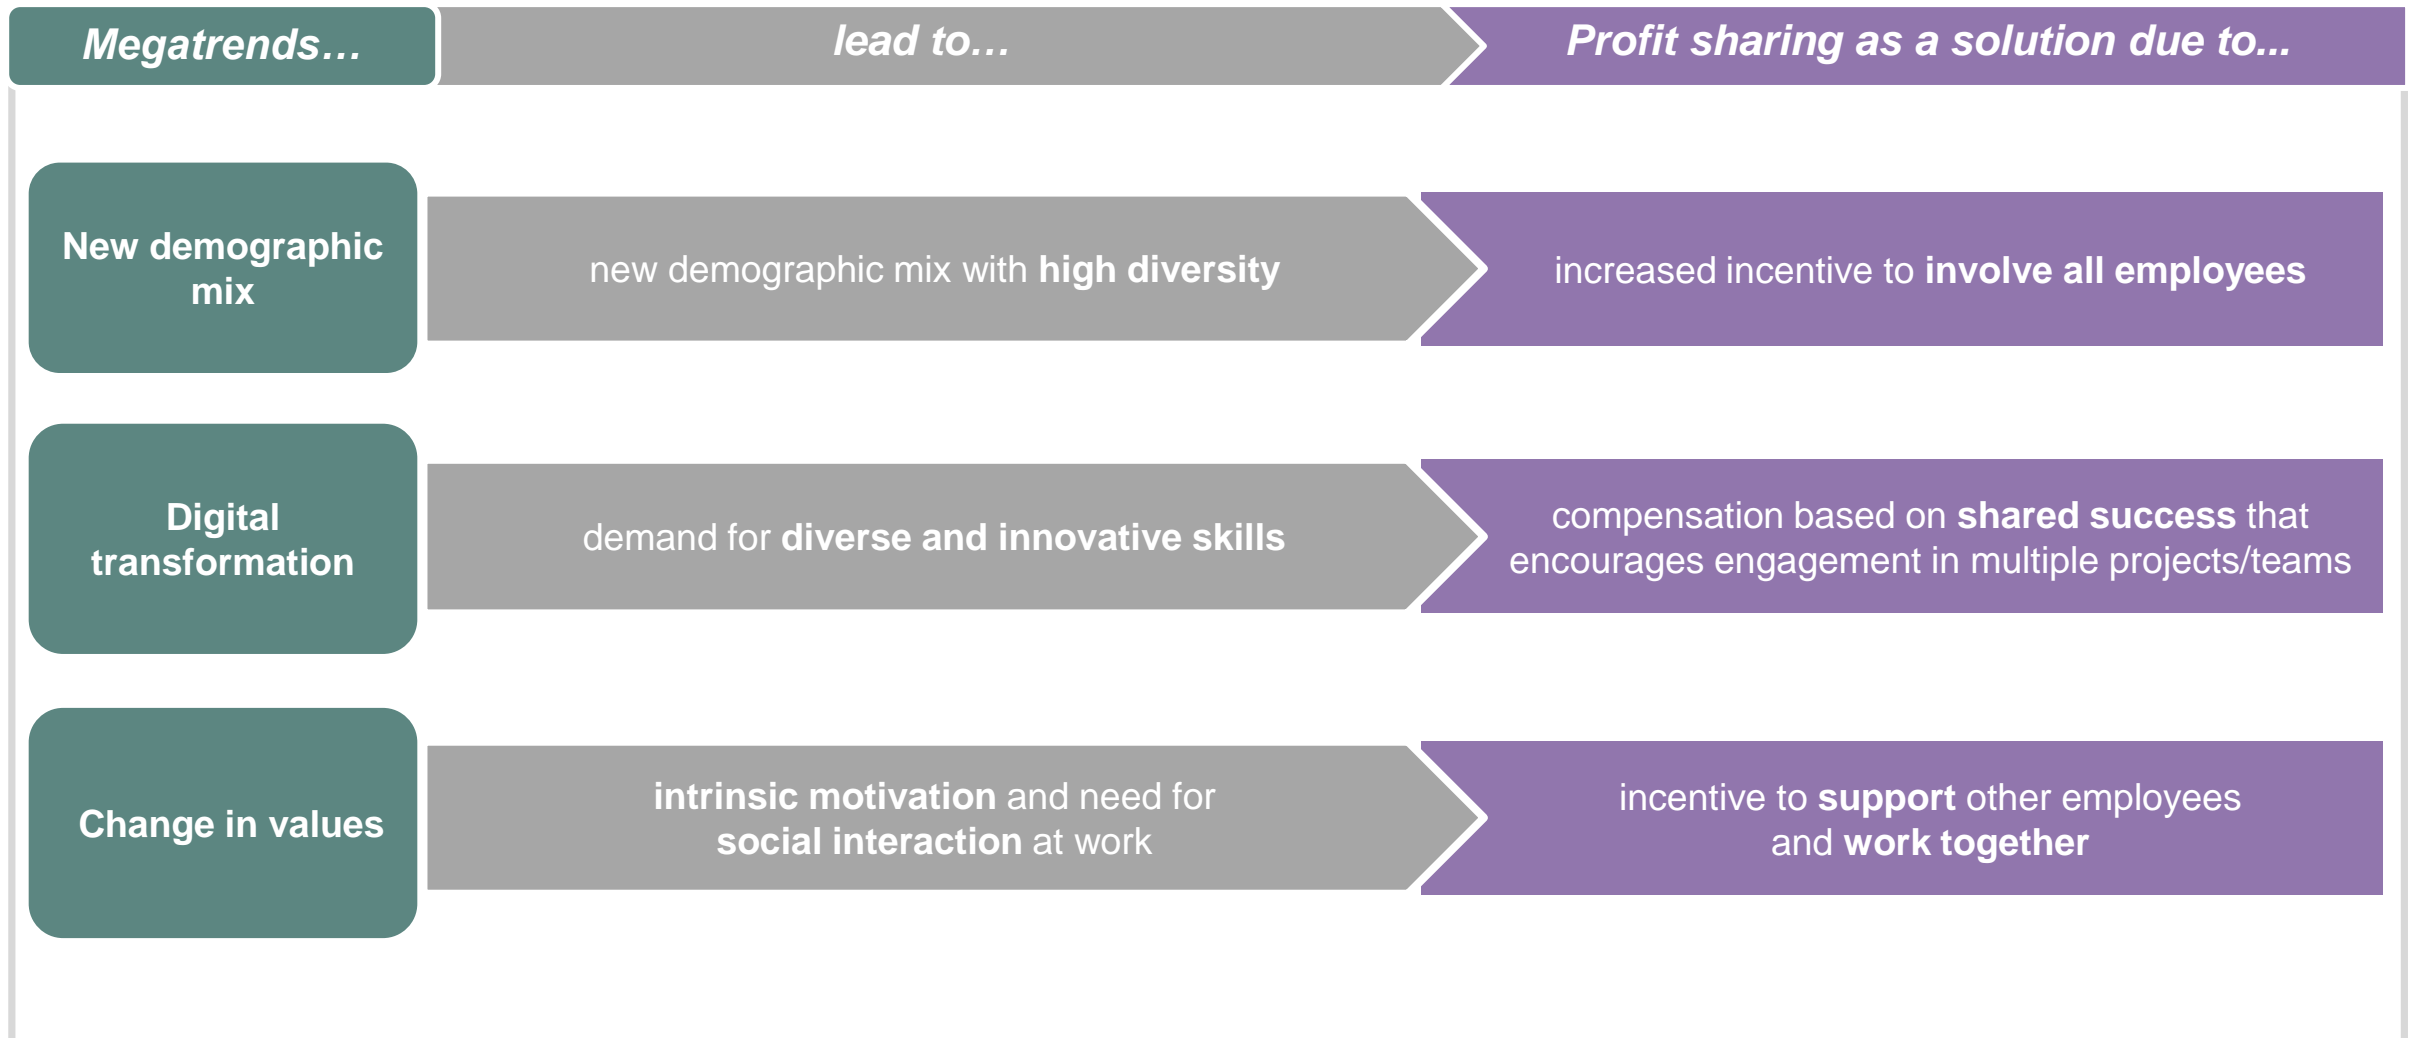 Megatrends…
lead to…
Profit sharing as a solution due to...
New demographic
mix
new demographic mix with high diversity
increased incentive to involve all employees
Digital
transformation
demand for diverse and innovative skills
compensation based on shared success that
encourages engagement in multiple projects/teams
Change in values
intrinsic motivation and need for
social interaction at work
incentive to support other employees
and work together